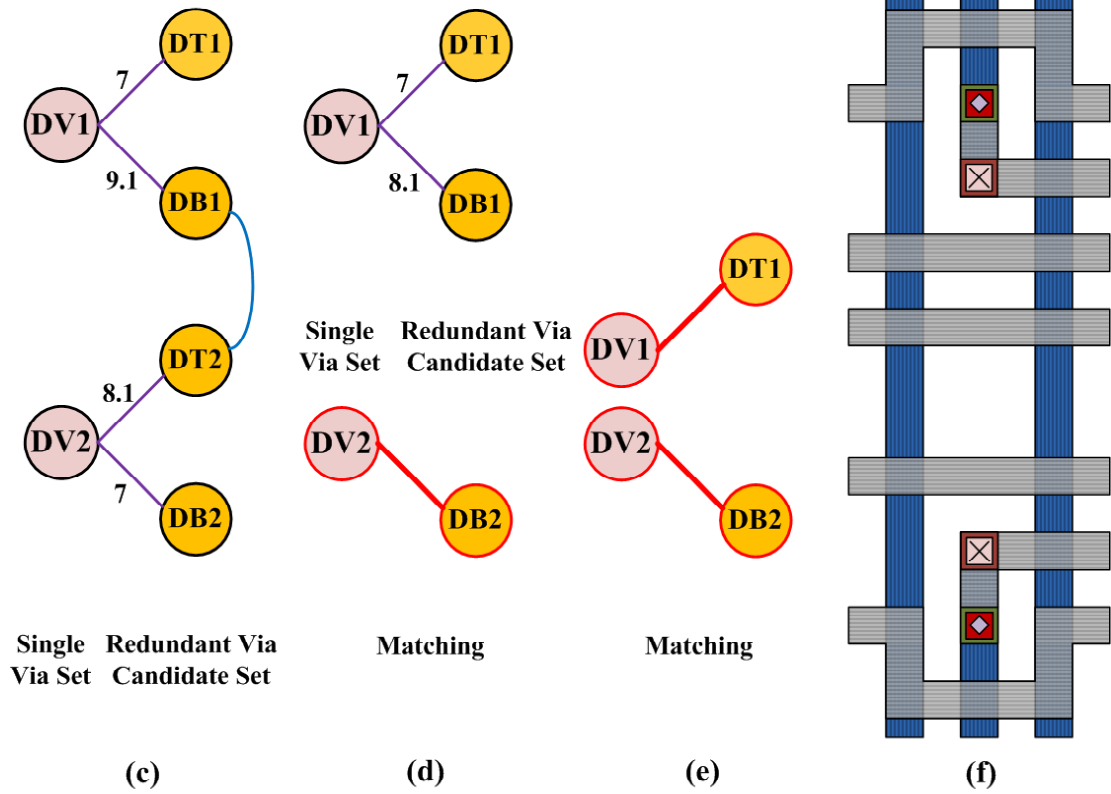 DT1
7
DV1
9.1
DB1
DT2
8.1
DV2
7
DB2
Single Redundant Via
Via Set Candidate Set
(c)
DT1
7
DV1
8.1
DB1
Single Redundant Via
Via Set Candidate Set
DV2
DB2
Matching
(d)
DT1
DV1
DV2
DB2
Matching
(e)
(f)